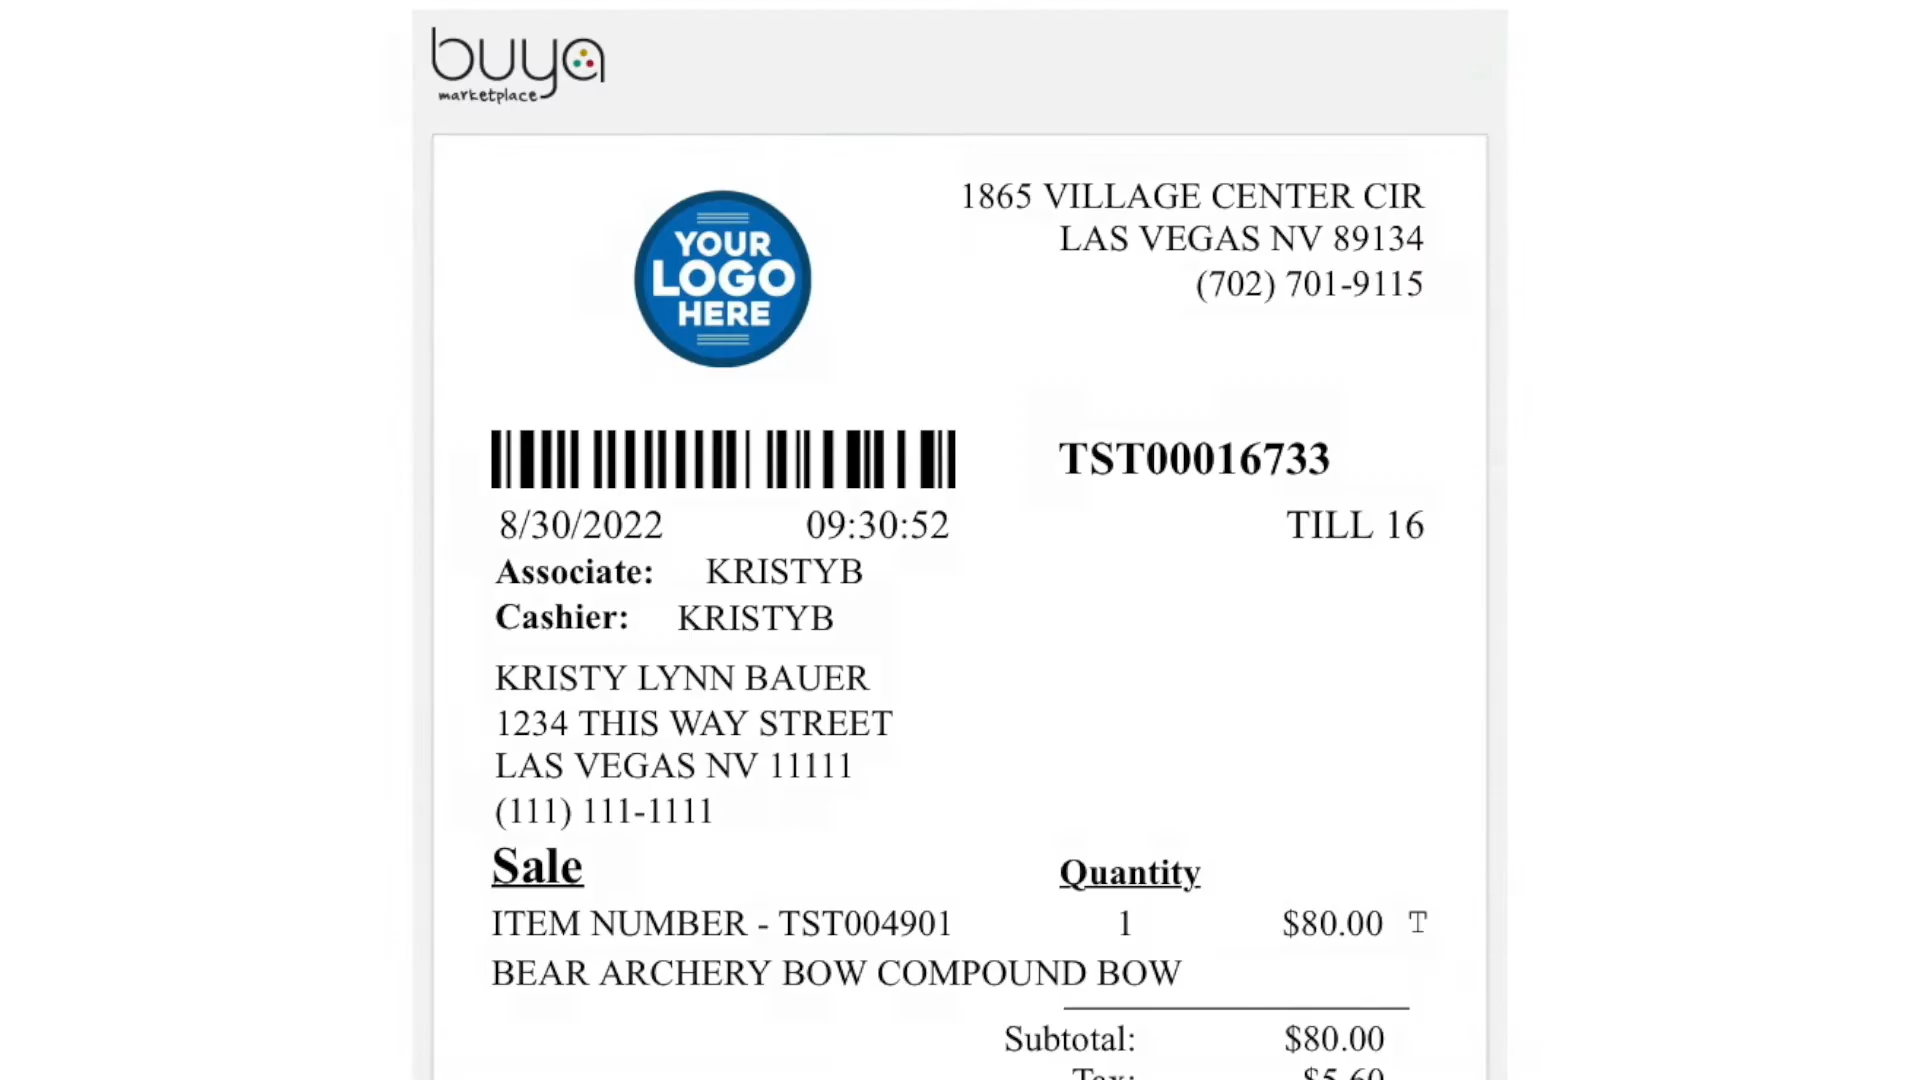 buya
marketplace
YOUR
LOGO
HERE
1865 VILLAGE CENTER CIR
LAS VEGAS NV 89134
(702) 701-9115
TST00016733
8/30/2022 09:30:52 TILL 16
Associate: KRISTYB
Cashier: KRISTYB
KRISTY LYNN BAUER
1234 THIS WAY STREET
LAS VEGAS NV 11111
(111) 111-1111
Sale Quantity
ITEM NUMBER - TST004901 1 $80.00 T
BEAR ARCHERY BOW COMPOUND BOW
Subtotal: $80.00
Tax: $5.60